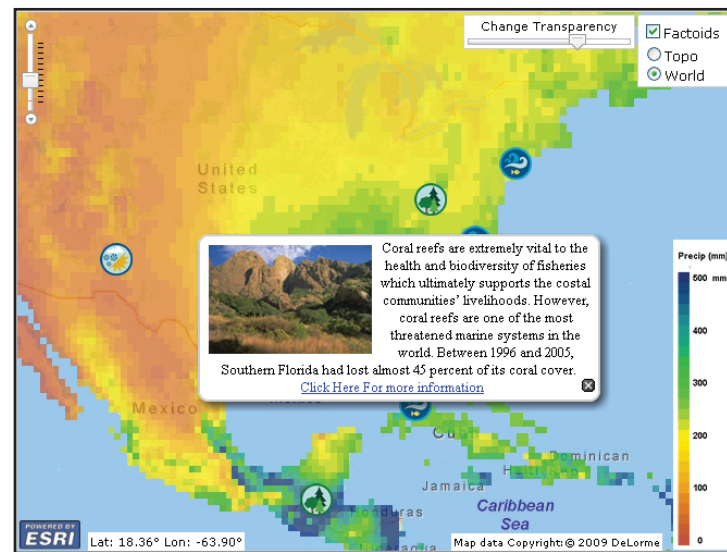 Change Transparency
Factoids
Topo
World
United
States
Coral reefs are extremely vital to the
health and biodiversity of fisheries
which ultimately supports the costal
communities' livelihoods. However,
coral reefs are one of the most
threatened marine systems in the
world. Between 1996 and 2005,
Southern Florida had lost almost 45 percent of its coral cover.
Click Here For more information
Precip (mm)
500 mm
400
300
200
100
0
Mexico
Dominican
Jamaica
Caribbean
Sea
Honduras
Nicaragua
POWERED BY
ESRI
Lat: 18.36° Lon: -63.90°
Map data Copyright:© 2009 DeLorme